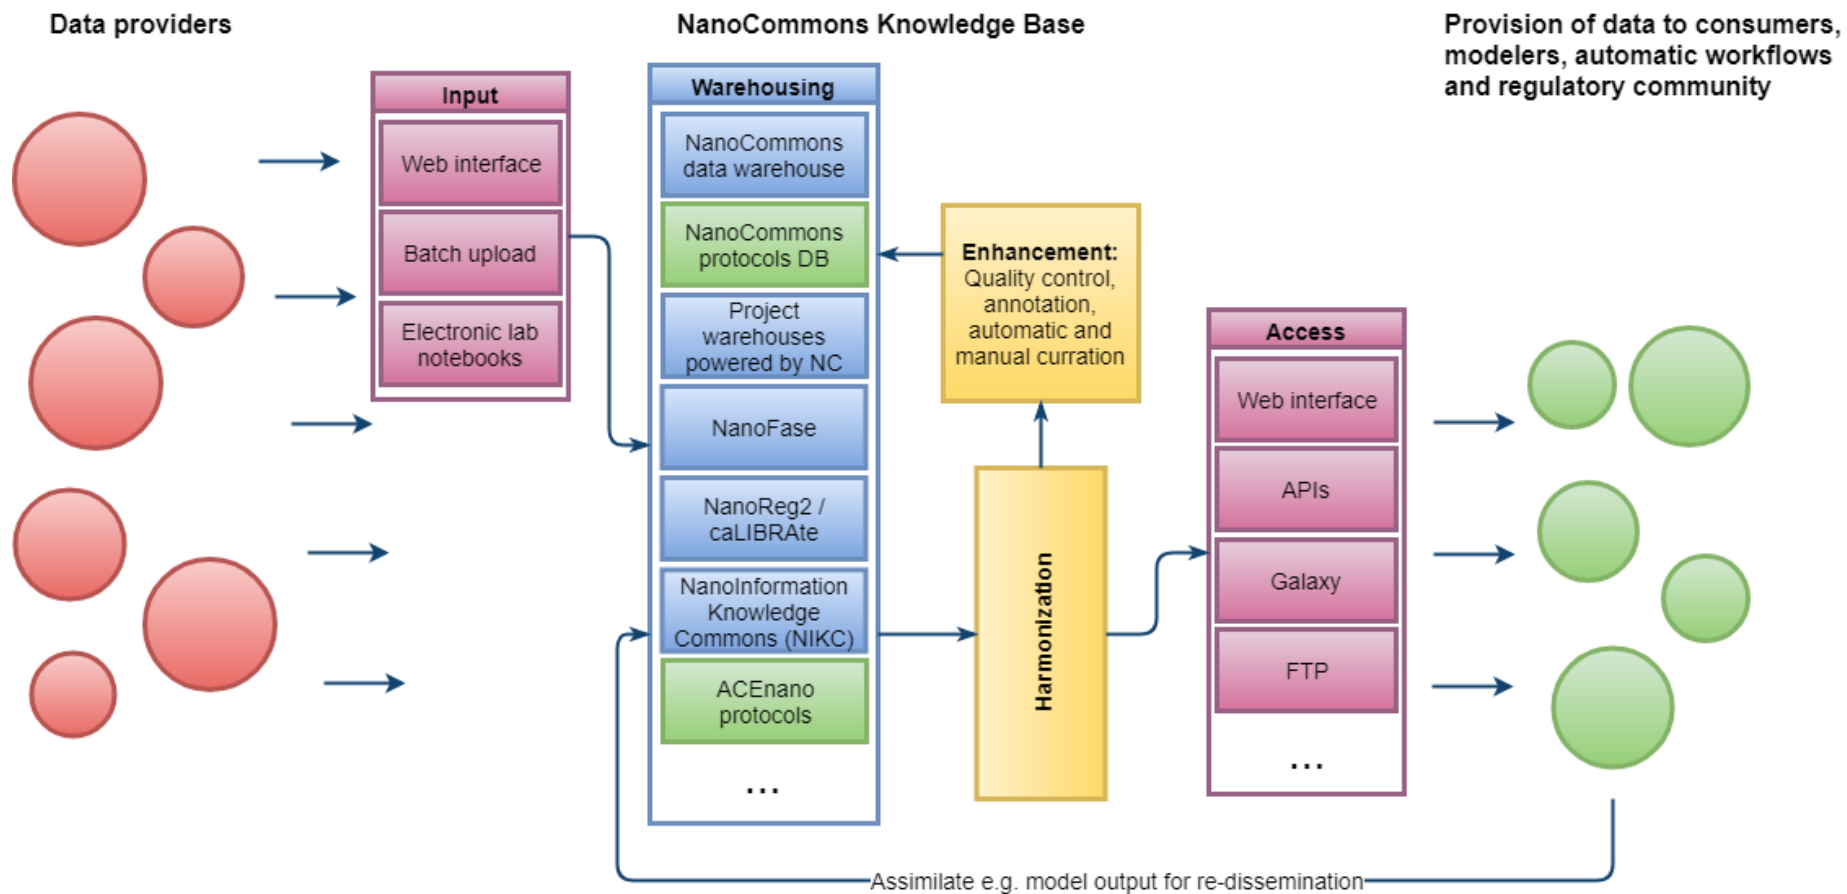 Data providers
NanoCommons Knowledge Base
Provision of data to consumers,
modelers, automatic workflows
and regulatory community
Input
Web interface
Batch upload
Electronic lab
notebooks
Warehousing
NanoCommons
data warehouse
NanoCommons
protocols DB
Project
warehouses
powered by NC
NanoFase
NanoReg2 /
caLIBRAte
NanoInformation
Knowledge
Commons (NIKC)
ACEnano
protocols
...
Enhancement:
Quality control,
annotation,
automatic and
manual curration
Harmonization
Access
Web interface
APIs
Galaxy
FTP
...
Assimilate e.g. model output for re-dissemination